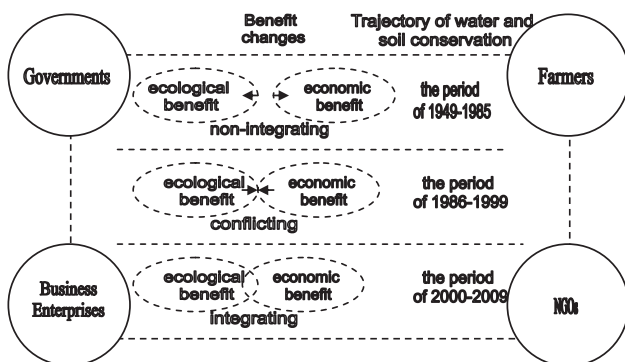 Benefit changes
Trajectory of water and soil conservation
Governments
Farmers
ecological benefit
economic benefit
the period of 1949-1985
non-integrating
ecological benefit
economic benefit
the period of 1986-1999
conflicting
Business Enterprises
ecological benefit
economic benefit
the period of 2000-2009
NGOs
integrating